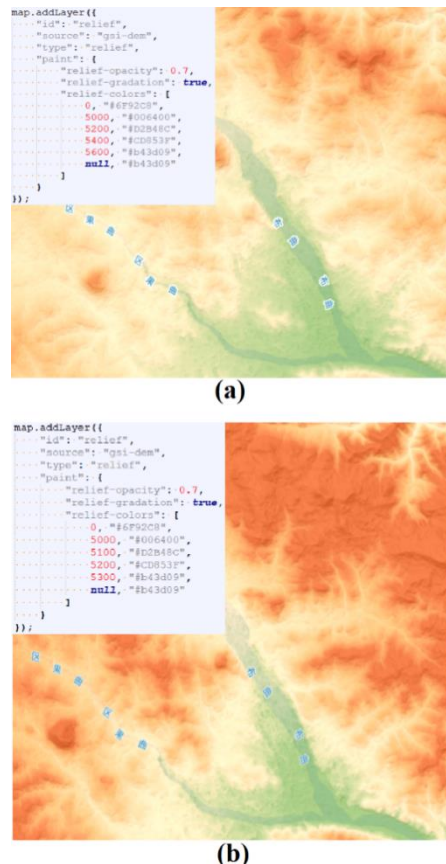 map.addLayer({
"id": "relief",
"source": "gsi-dem",
"type": "relief",
"paint": {
"relief-opacity": 0.7,
"relief-gradation": true,
"relief-colors": [
0, "#6F92C8",
5000, "#006400",
5200, "#D2B48C",
5400, "#CD853F",
5600, "#b43d09",
null, "#b43d09"
]
}
});
(a)
map.addLayer({
"id": "relief",
"source": "gsi-dem",
"type": "relief",
"paint": {
"relief-opacity": 0.7,
"relief-gradation": true,
"relief-colors": [
0, "#6F92C8",
5000, "#006400",
5100, "#D2B48C",
5200, "#CD853F",
5300, "#b43d09",
null, "#b43d09"
]
}
});
(b)